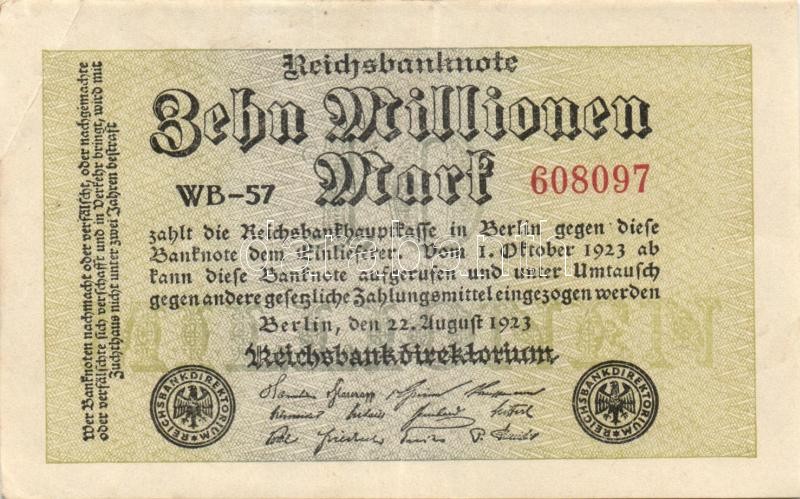 Reichsbanknote
Zehn Millionen
Mark
WB-57
608097
zahlt die Reichsbankhauptkasse in Berlin gegen diese
Banknote dem Einlieferer. Vom 1. Oktober 1923 ab
kann diese Banknote aufgerufen und unter Umtausch
gegen andere gesetzliche Zahlungsmittel eingezogen werden
Berlin, den 22. August 1923
Reichsbankdirektorium
REICHSBANKDIREKTORIUM
REICHSBANKDIREKTORIUM
Wer Banknoten nachmacht oder verfälscht, oder nachgemachte
oder verfälschte sich verschafft und in Verkehr bringt, wird mit
Zuchthaus nicht unter zwei Jahren bestraft